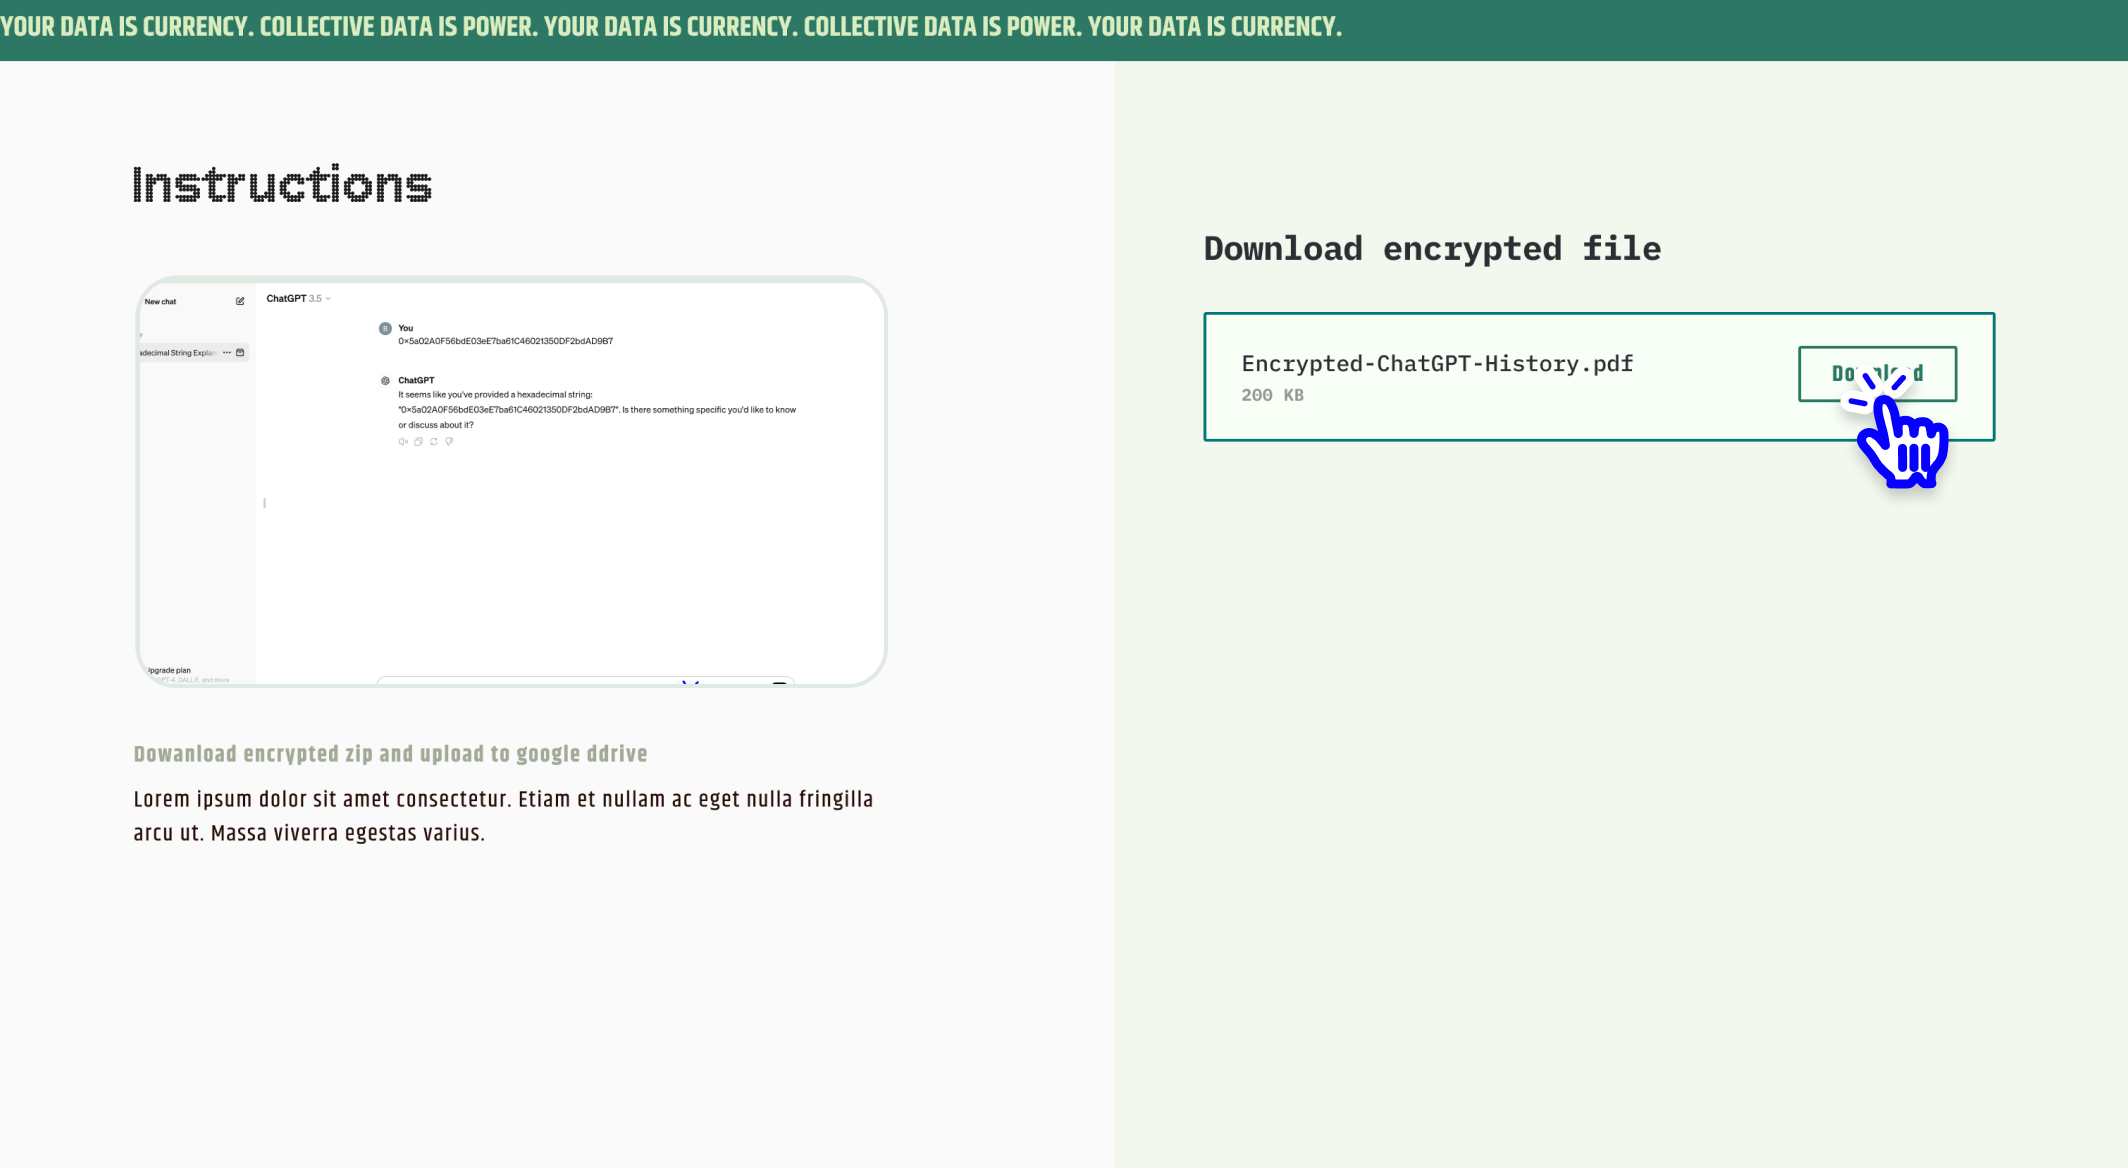 YOUR DATA IS CURRENCY. COLLECTIVE DATA IS POWER. YOUR DATA IS CURRENCY. COLLECTIVE DATA IS POWER. YOUR DATA IS CURRENCY.
Instructions
New chat
ChatGPT 3.5
adecimal String Expla
B
You
0x5a02A0F56bdE03eE7ba61C46021350DF2bdAD9B7
ChatGPT
It seems like you've provided a hexadecimal string:
"0x5a02A0F56bdE03eE7ba61C46021350DF2bdAD9B7". Is there something specific you'd like to know
or discuss about it?
Upgrade plan
GPT-4, DALL·E, and more
Dowanload encrypted zip and upload to google ddrive
Lorem ipsum dolor sit amet consectetur. Etiam et nullam ac eget nulla fringilla
arcu ut. Massa viverra egestas varius.
Download encrypted file
Encrypted-ChatGPT-History.pdf
200 KB
Download